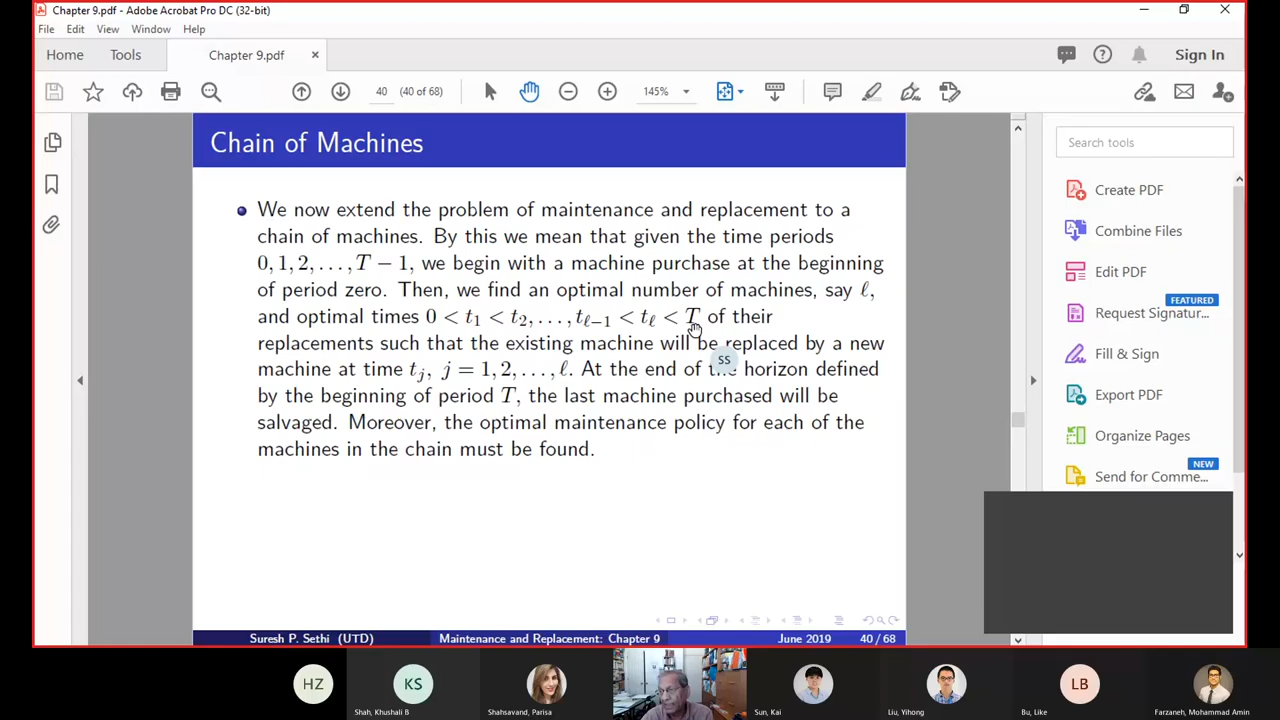 Chapter 9.pdf - Adobe Acrobat Pro DC (32-bit)
File Edit View Window Help
Home Tools Chapter 9.pdf × Sign In
40 (40 of 68) 145%
Chain of Machines
We now extend the problem of maintenance and replacement to a
chain of machines. By this we mean that given the time periods
0, 1, 2, . . . , T − 1, we begin with a machine purchase at the beginning
of period zero. Then, we find an optimal number of machines, say ℓ,
and optimal times 0 < t₁ < t₂, . . . , tℓ₋₁ < tℓ < T of their
replacements such that the existing machine will be replaced by a new
machine at time tⱼ, j = 1, 2, . . . , ℓ. At the end of the horizon defined
by the beginning of period T, the last machine purchased will be
salvaged. Moreover, the optimal maintenance policy for each of the
machines in the chain must be found.
SS
Suresh P. Sethi (UTD) Maintenance and Replacement: Chapter 9 June 2019 40 / 68
Search tools
Create PDF
Combine Files
Edit PDF
FEATURED
Request Signatur...
Fill & Sign
Export PDF
Organize Pages
NEW
Send for Comme...
HZ KS LB
Shah, Khushali B Shahsavand, Parisa Sun, Kai Liu, Yihong Bu, Like Farzaneh, Mohammad Amin